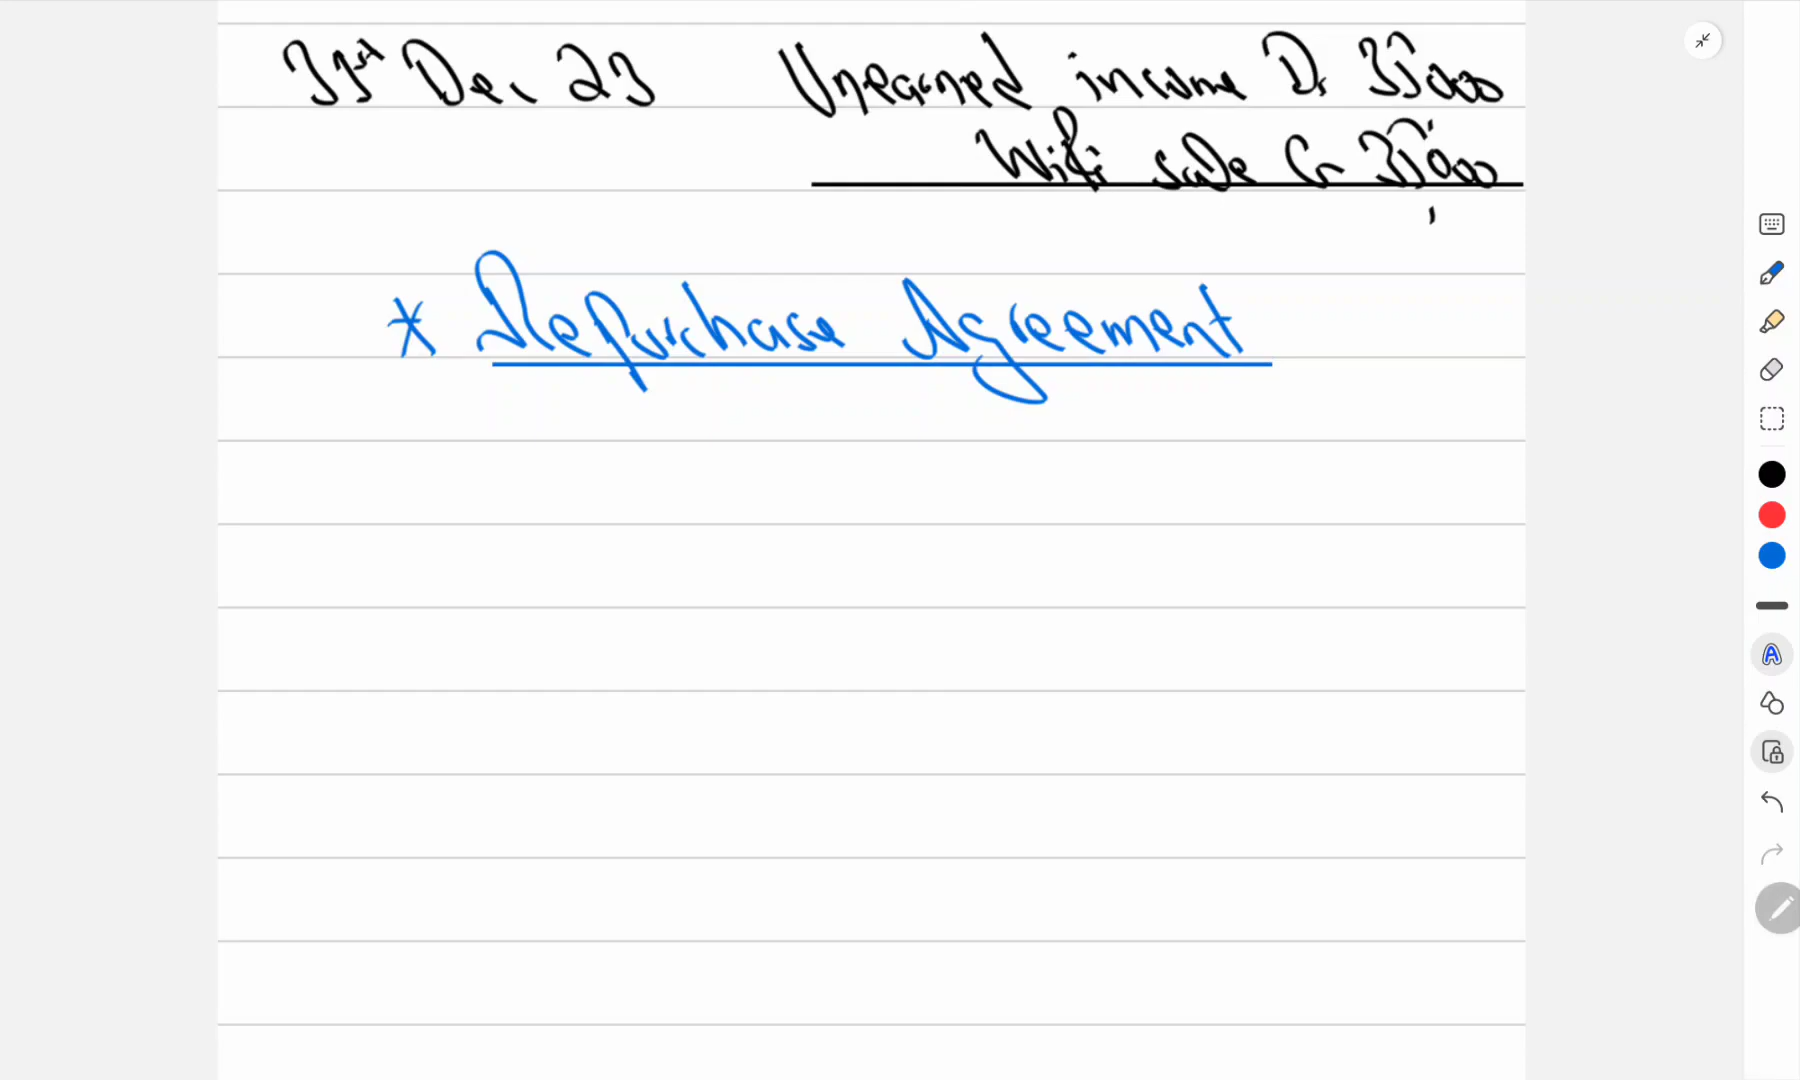 31st Dec 23 Unearned income Dr 35000
Wifi sale Cr 35000
* Repurchase Agreement